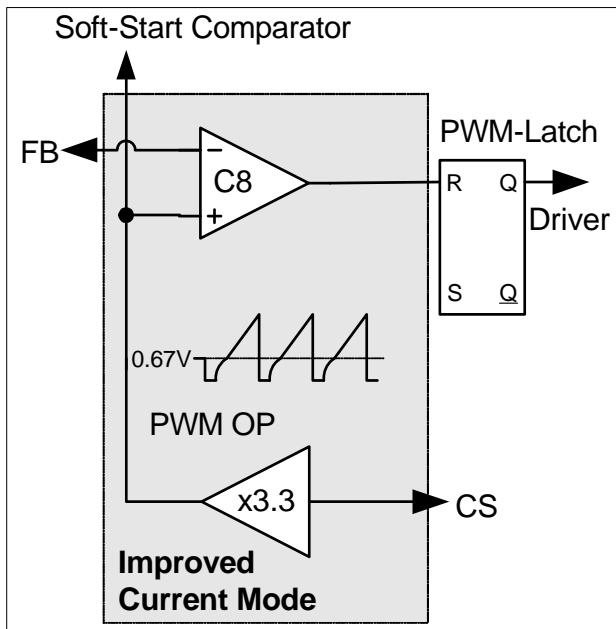 Soft-Start Comparator
FB
−
C8
+
PWM-Latch
R Q
Driver
S Q
0.67V
PWM OP
x3.3
CS
Improved
Current Mode